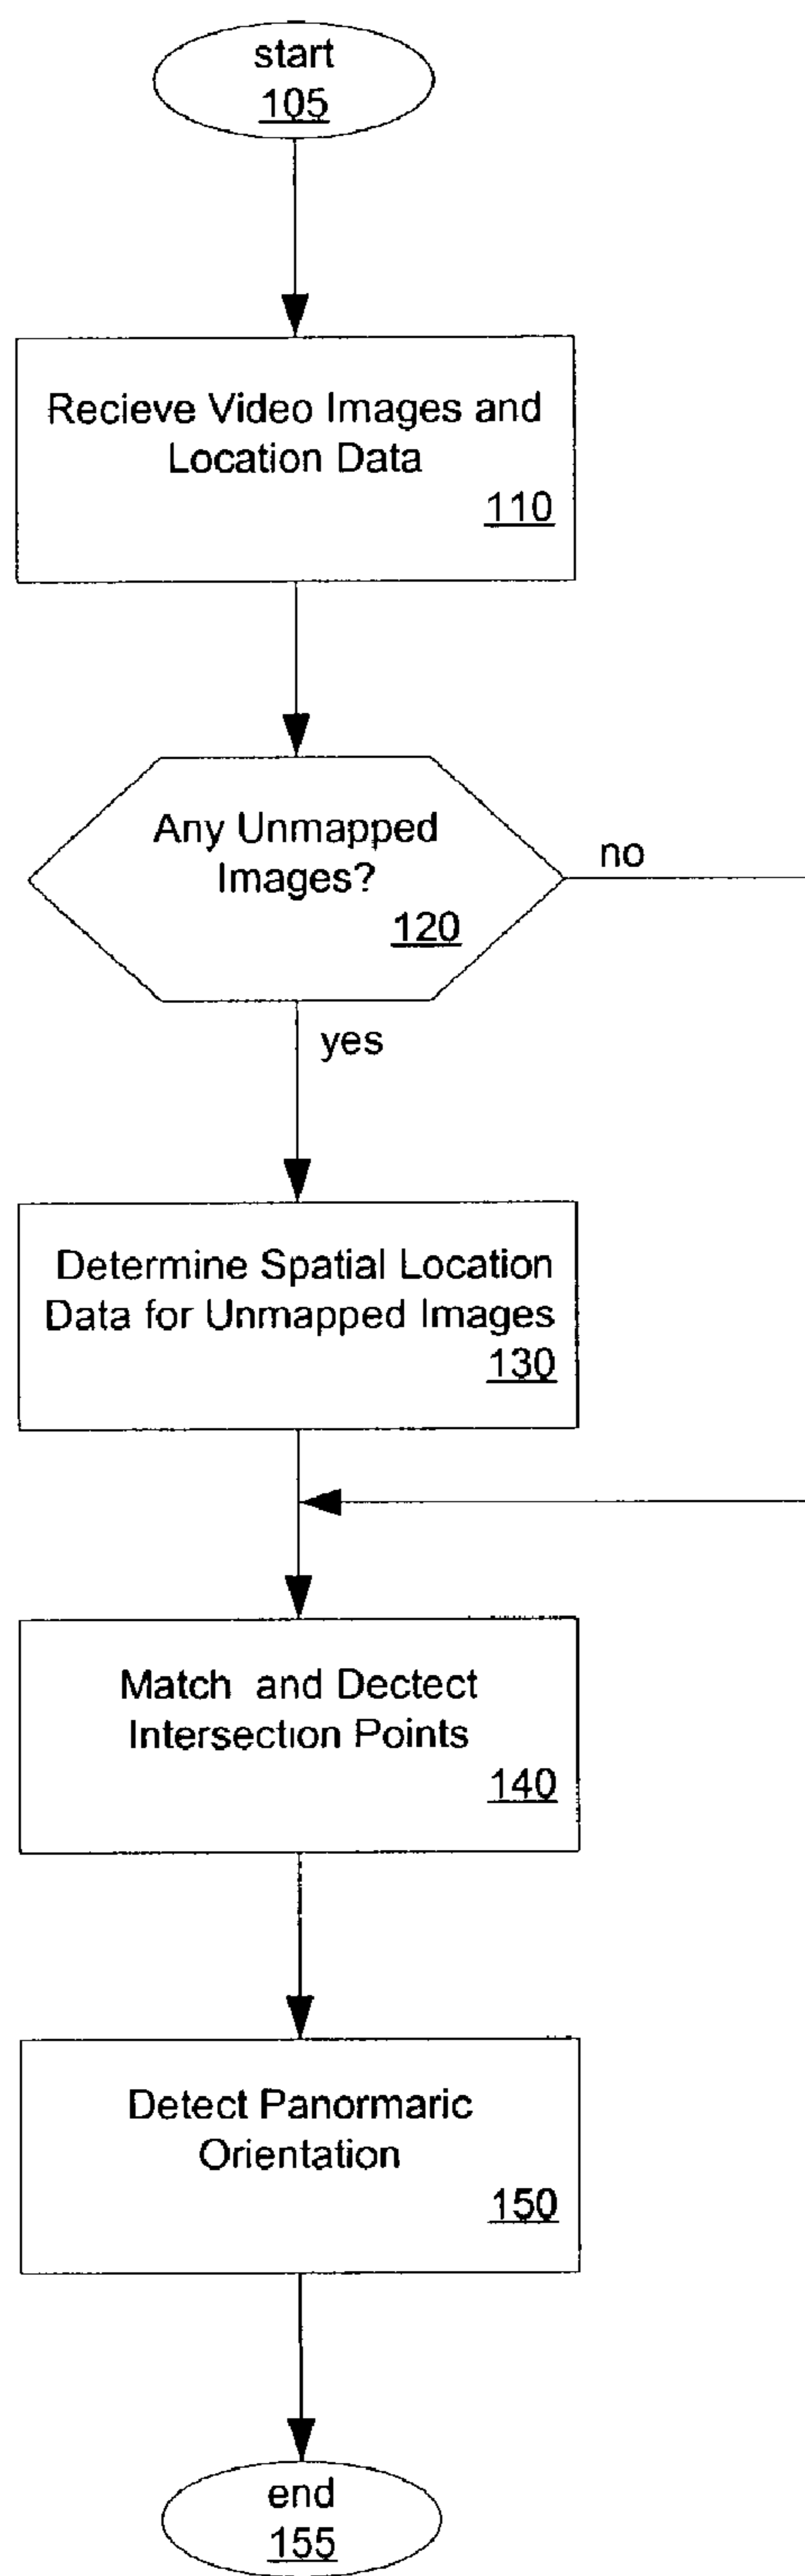 start
105
Recieve Video Images and
Location Data
110
Any Unmapped
Images?
120
no
yes
Determine Spatial Location
Data for Unmapped Images
130
Match and Dectect
Intersection Points
140
Detect Panormaric
Orientation
150
end
155